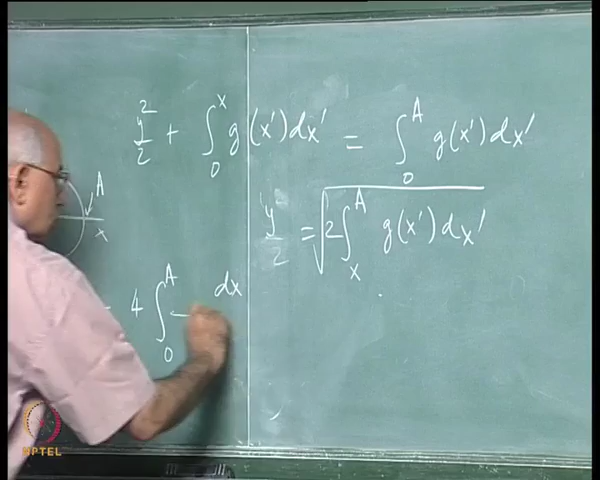 y²/2 + ∫₀ˣ g(x')dx' = ∫₀ᴬ g(x')dx'
A
y/2 = √(2∫ₓᴬ g(x')dx')
x
4 ∫₀ᴬ dx
NPTEL